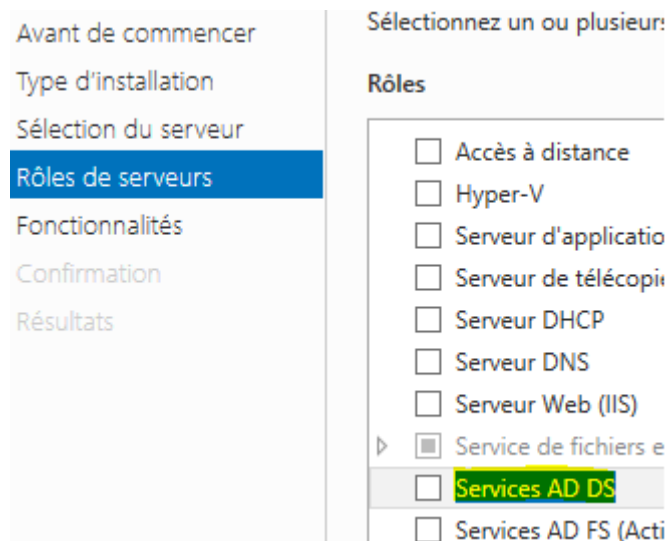 Avant de commencer
Type d'installation
Sélection du serveur
Rôles de serveurs
Fonctionnalités
Confirmation
Résultats
Sélectionnez un ou plusieurs
Rôles
Accès à distance
Hyper-V
Serveur d'applicatio
Serveur de télécopie
Serveur DHCP
Serveur DNS
Serveur Web (IIS)
Service de fichiers e
Services AD DS
Services AD FS (Acti